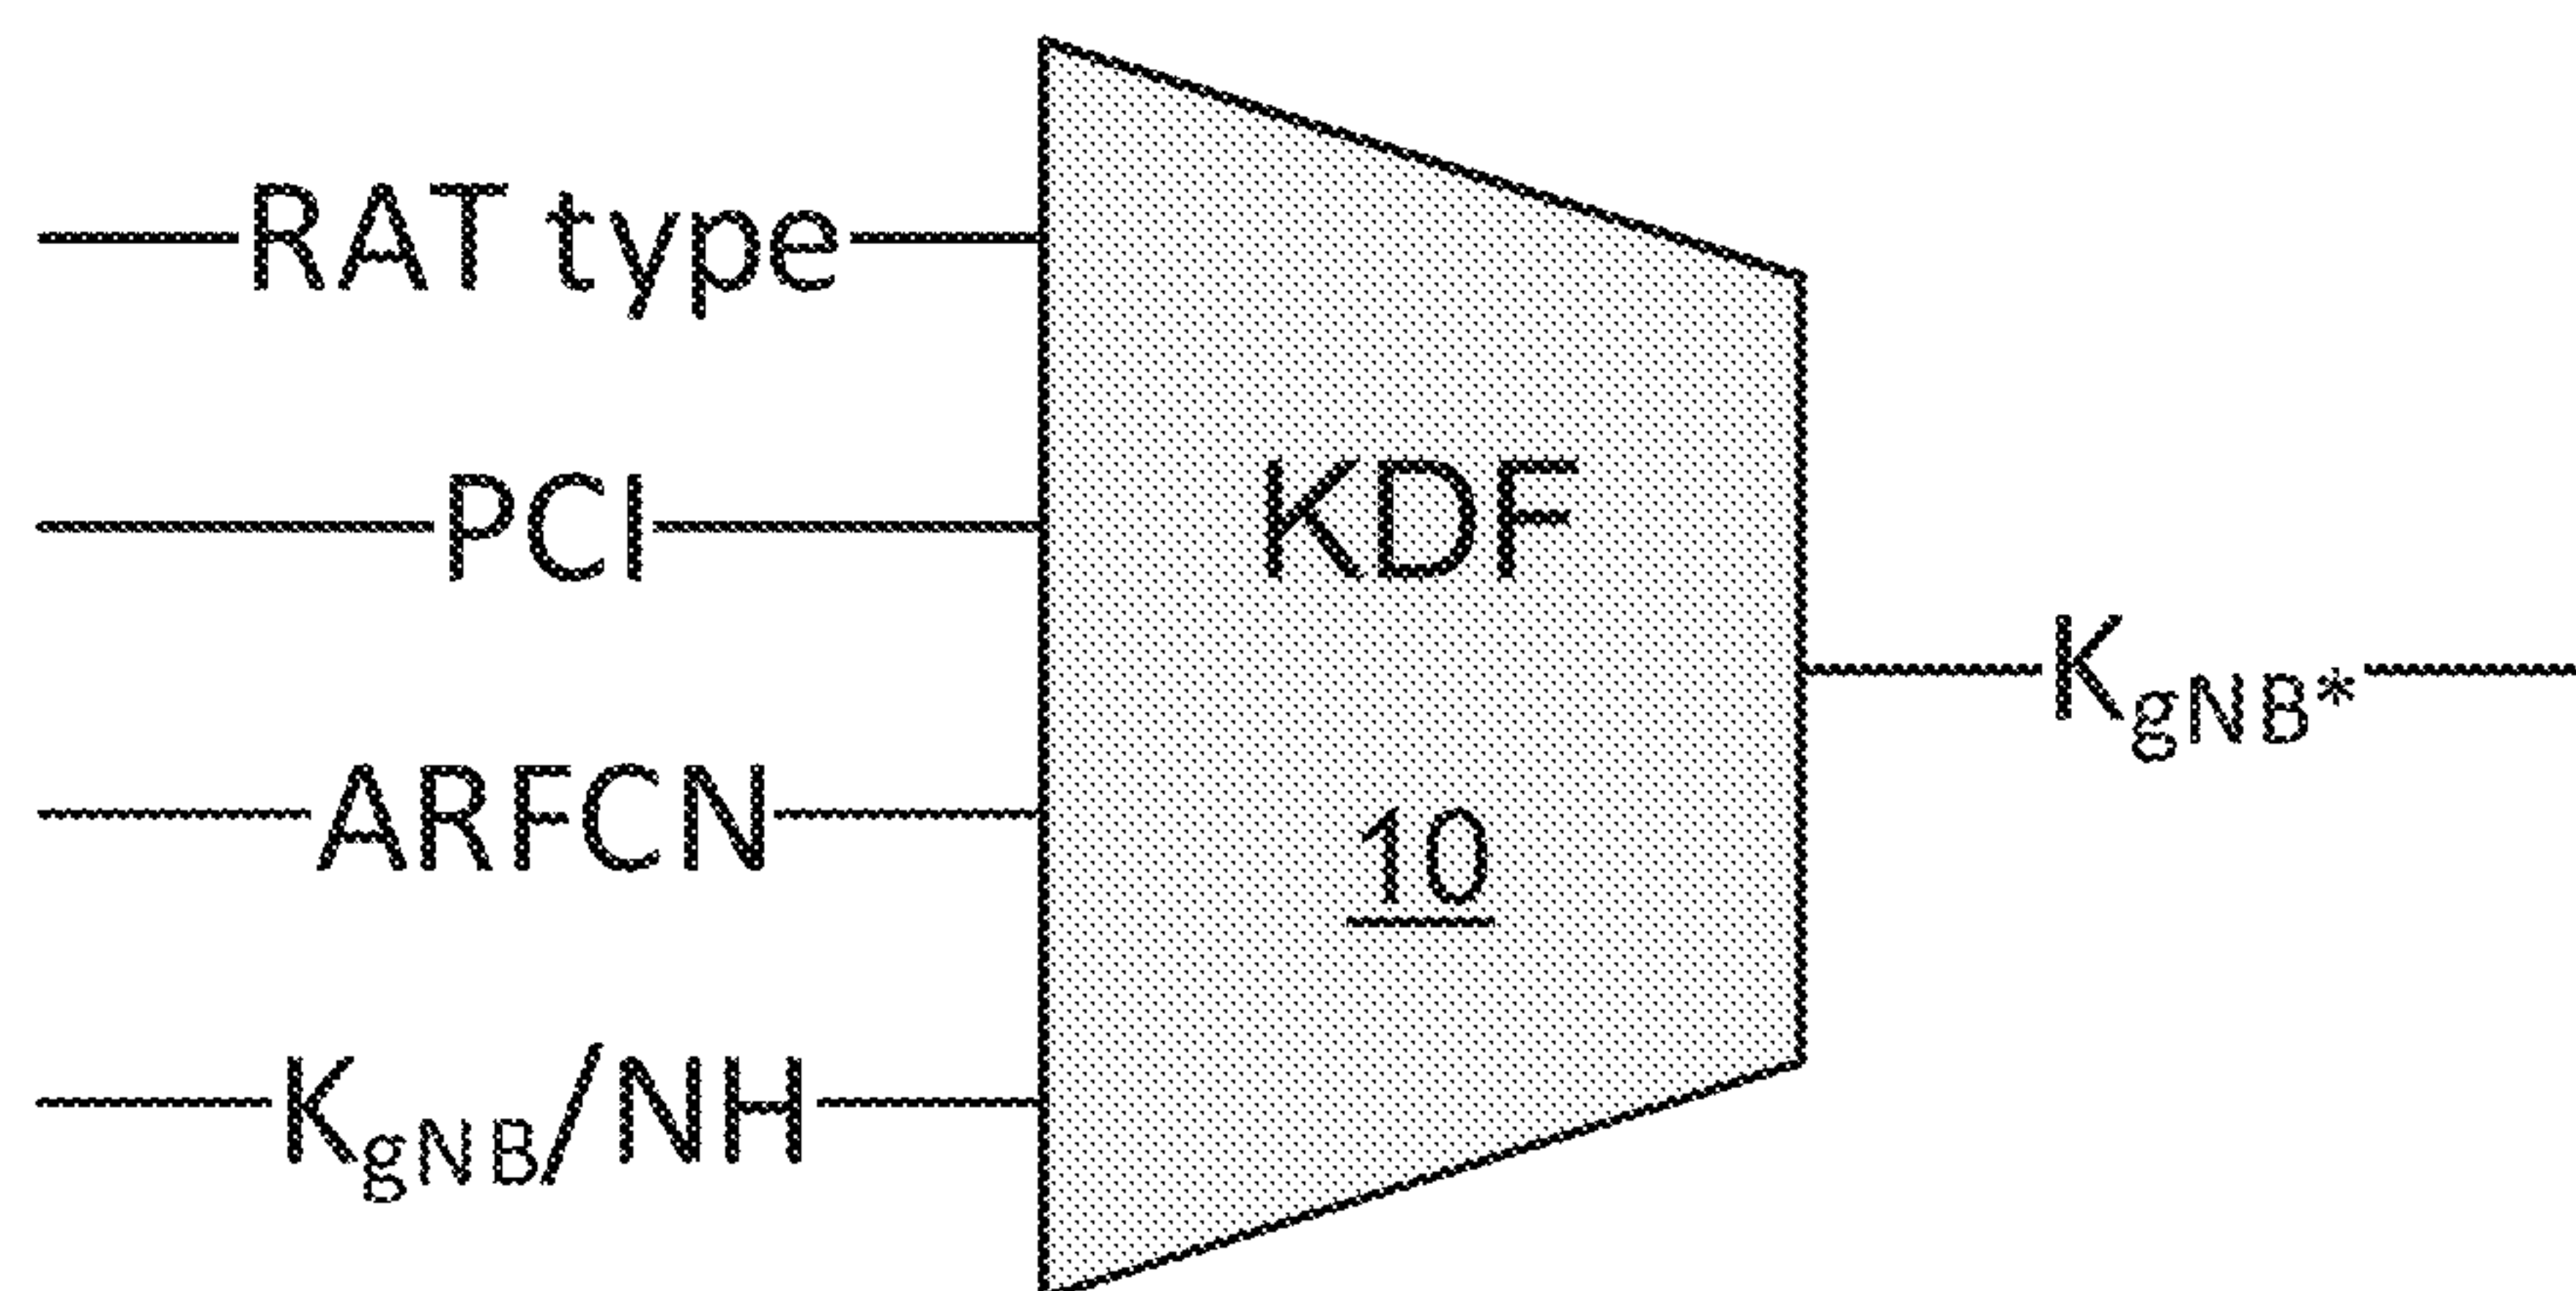 RAT type
PCI
KDF
KgNB*
ARFCN
10
KgNB/NH